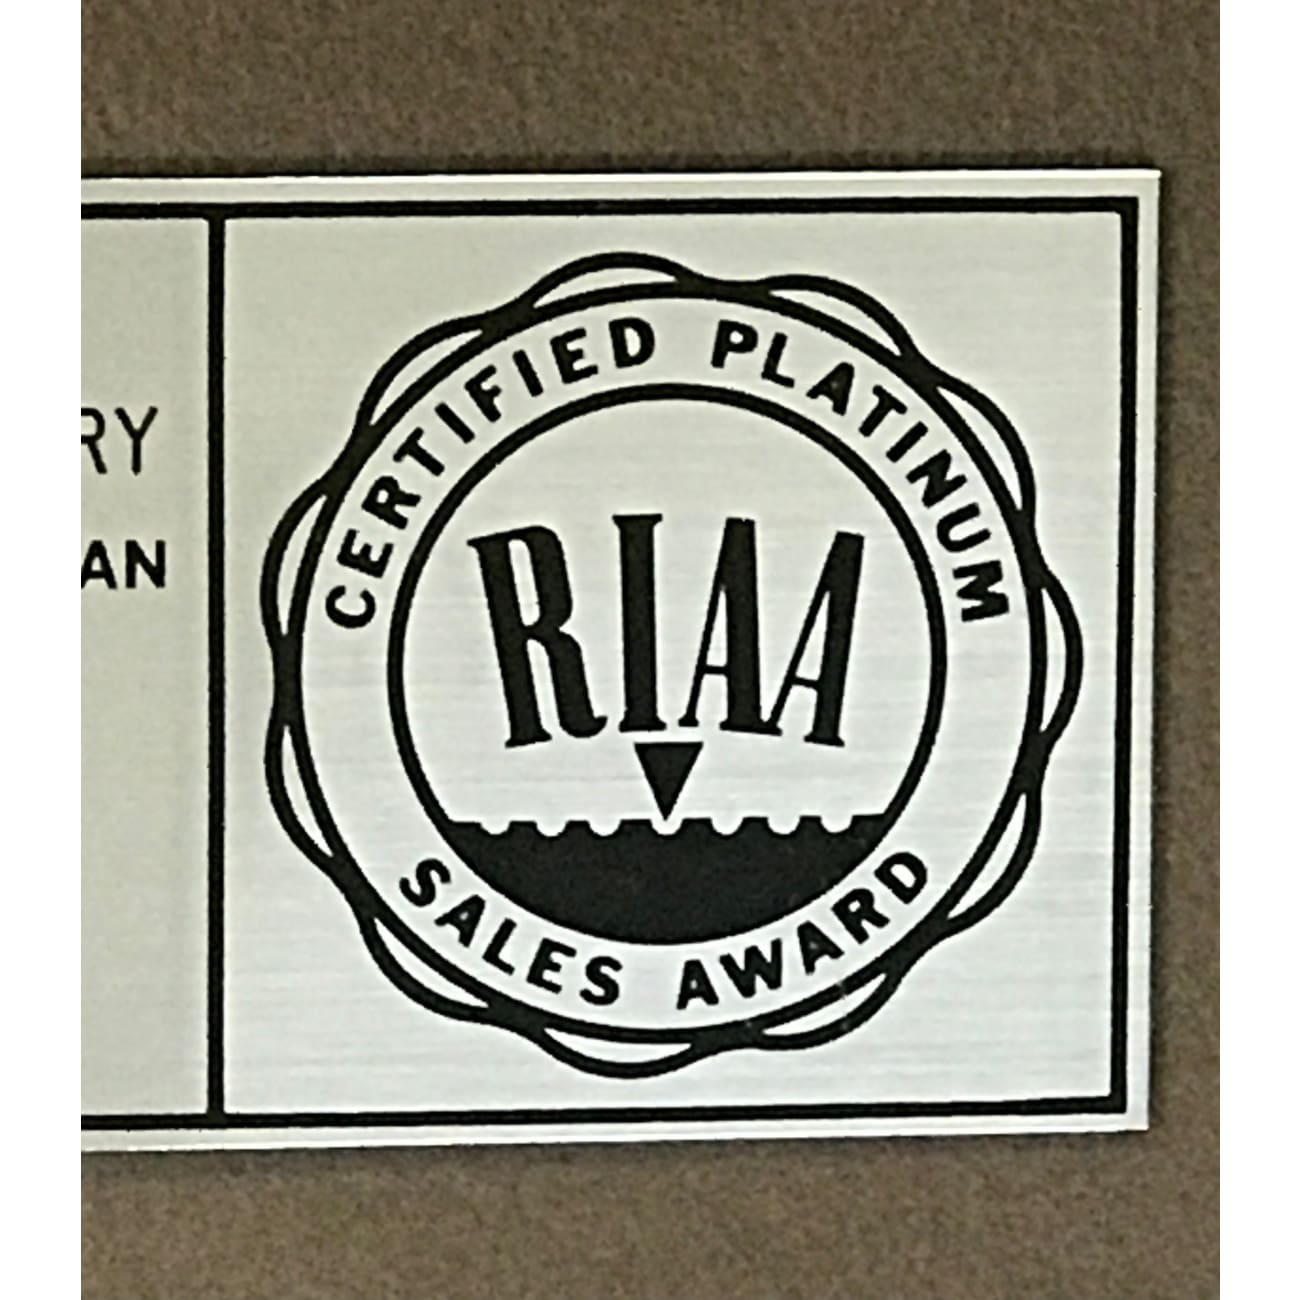 RY
AN
CERTIFIED PLATINUM
RIAA
SALES AWARD